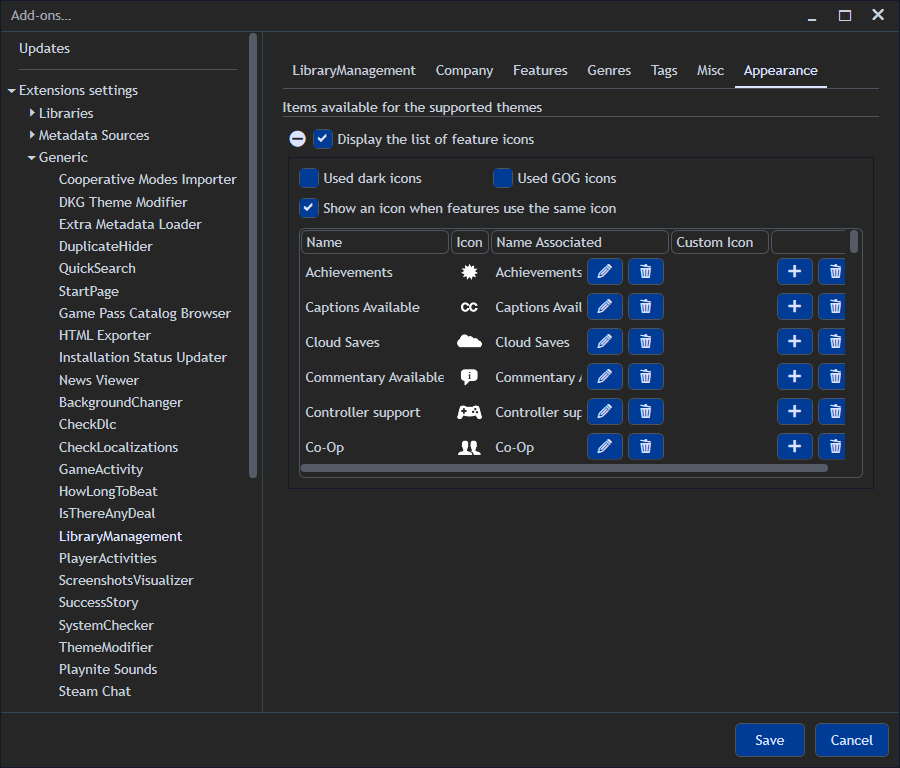 Add-ons...
Updates
Extensions settings
Libraries
Metadata Sources
Generic
Cooperative Modes Importer
DKG Theme Modifier
Extra Metadata Loader
DuplicateHider
QuickSearch
StartPage
Game Pass Catalog Browser
HTML Exporter
Installation Status Updater
News Viewer
BackgroundChanger
CheckDlc
CheckLocalizations
GameActivity
HowLongToBeat
IsThereAnyDeal
LibraryManagement
PlayerActivities
ScreenshotsVisualizer
SuccessStory
SystemChecker
ThemeModifier
Playnite Sounds
Steam Chat
LibraryManagement Company Features Genres Tags Misc Appearance
Items available for the supported themes
Display the list of feature icons
Used dark icons Used GOG icons
Show an icon when features use the same icon
Name Icon Name Associated Custom Icon
Achievements Achievements
Captions Available CC Captions Avail
Cloud Saves Cloud Saves
Commentary Available Commentary
Controller support Controller sup
Co-Op Co-Op
Save Cancel